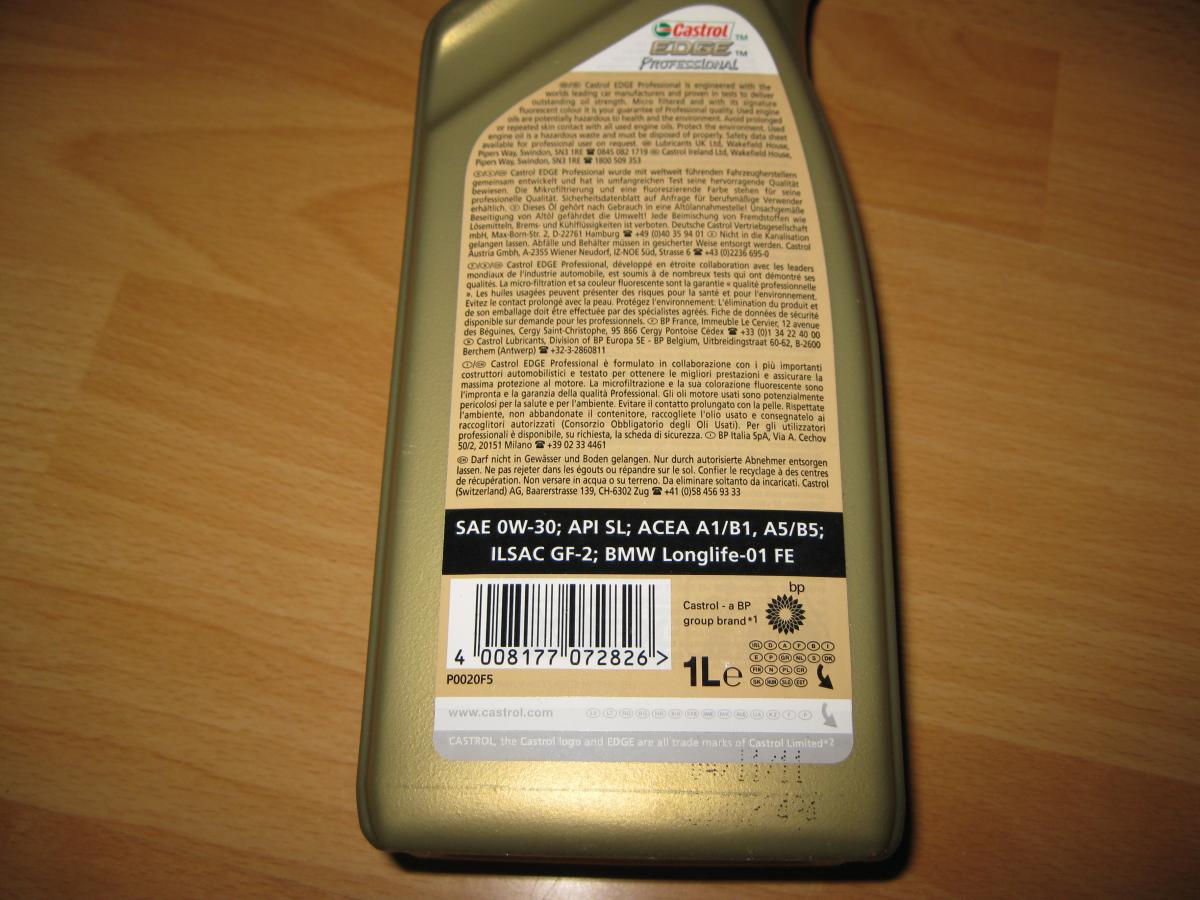 Castrol TM
EDGE TM
PROFESSIONAL
Castrol EDGE Professional is engineered with the
worlds leading car manufacturers and proven in tests to deliver
outstanding oil strength. Micro filtered and with its signature
fluorescent colour it is your guarantee of Professional quality. Used engine
oils are potentially hazardous to health and the environment. Avoid prolonged
or repeated skin contact with all used engine oils. Protect the environment. Used
engine oil is a hazardous waste and must be disposed of properly. Safety data sheet
available for professional user on request. Lubricants UK Ltd, Wakefield House,
Pipers Way, Swindon, SN3 1RE ☎ 0845 082 1719 Castrol Ireland Ltd, Wakefield House,
Pipers Way, Swindon, SN3 1RE ☎ 1800 509 353
Castrol EDGE Professional wurde mit weltweit führenden Fahrzeugherstellern
gemeinsam entwickelt und hat in umfangreichen Test seine hervorragende Qualität
bewiesen. Die Mikrofiltrierung und eine fluoreszierende Farbe stehen für seine
professionelle Qualität. Sicherheitsdatenblatt auf Anfrage für berufsmäßige Verwender
erhältlich. Dieses Öl gehört nach Gebrauch in eine Altölannahmestelle! Unsachgemäße
Beseitigung von Altöl gefährdet die Umwelt! Jede Beimischung von Fremdstoffen wie
Lösemitteln, Brems- und Kühlflüssigkeiten ist verboten. Deutsche Castrol Vertriebsgesellschaft
mbH, Max-Born-Str. 2, D-22761 Hamburg ☎ +49 (0)40 35 94 01 Nicht in die Kanalisation
gelangen lassen. Abfälle und Behälter müssen in gesicherter Weise entsorgt werden. Castrol
Austria Gmbh, A-2355 Wiener Neudorf, IZ-NOE Süd, Strasse 6 ☎ +43 (0)2236 695-0
Castrol EDGE Professional, développé en étroite collaboration avec les leaders
mondiaux de l'industrie automobile, est soumis à de nombreux tests qui ont démontré ses
qualités. La micro-filtration et sa couleur fluorescente sont la garantie « qualité professionnelle
». Les huiles usagées peuvent présenter des risques pour la santé et pour l'environnement.
Evitez le contact prolongé avec la peau. Protégez l'environnement: L'élimination du produit et
de son emballage doit être effectuée par des spécialistes agréés. Fiche de données de sécurité
disponible sur demande pour les professionnels. BP France, Immeuble Le Cervier, 12 avenue
des Béguines, Cergy Saint-Christophe, 95 866 Cergy Pontoise Cédex ☎ +33 (0)1 34 22 40 00
Castrol Lubricants, Division of BP Europa SE - BP Belgium, Uitbreidingstraat 60-62, B-2600
Berchem (Antwerp) ☎ +32-3-2860811
Castrol EDGE Professional è formulato in collaborazione con i più importanti
costruttori automobilistici e testato per ottenere le migliori prestazioni e assicurare la
massima protezione al motore. La microfiltrazione e la sua colorazione fluorescente sono
l'impronta e la garanzia della qualità Professional. Gli oli motore usati sono potenzialmente
pericolosi per la salute e per l'ambiente. Evitare il contatto prolungato con la pelle. Rispettate
l'ambiente, non abbandonate il contenitore, raccogliete l'olio usato e consegnatelo ai
raccoglitori autorizzati (Consorzio Obbligatorio degli Oli Usati). Per gli utilizzatori
professionali è disponibile, su richiesta, la scheda di sicurezza. BP Italia SpA, Via A. Cechov
50/2, 20151 Milano ☎ +39 02 33 4461
Darf nicht in Gewässer und Boden gelangen. Nur durch autorisierte Abnehmer entsorgen
lassen. Ne pas rejeter dans les égouts ou répandre sur le sol. Confier le recyclage à des centres
de récupération. Non versare in acqua o su terreno. Da eliminare soltanto da incaricati. Castrol
(Switzerland) AG, Baarerstrasse 139, CH-6302 Zug ☎ +41 (0)58 456 93 33
SAE 0W-30; API SL; ACEA A1/B1, A5/B5;
ILSAC GF-2; BMW Longlife-01 FE
bp
Castrol - a BP
group brand*1
4 008177 072826 >
P0020F5
1L e
IRL D A F B I
E P GR NL S DK
FIN N PL CR
SK HUN SLO EST
www.castrol.com
CASTROL, the Castrol logo and EDGE are all trade marks of Castrol Limited*2